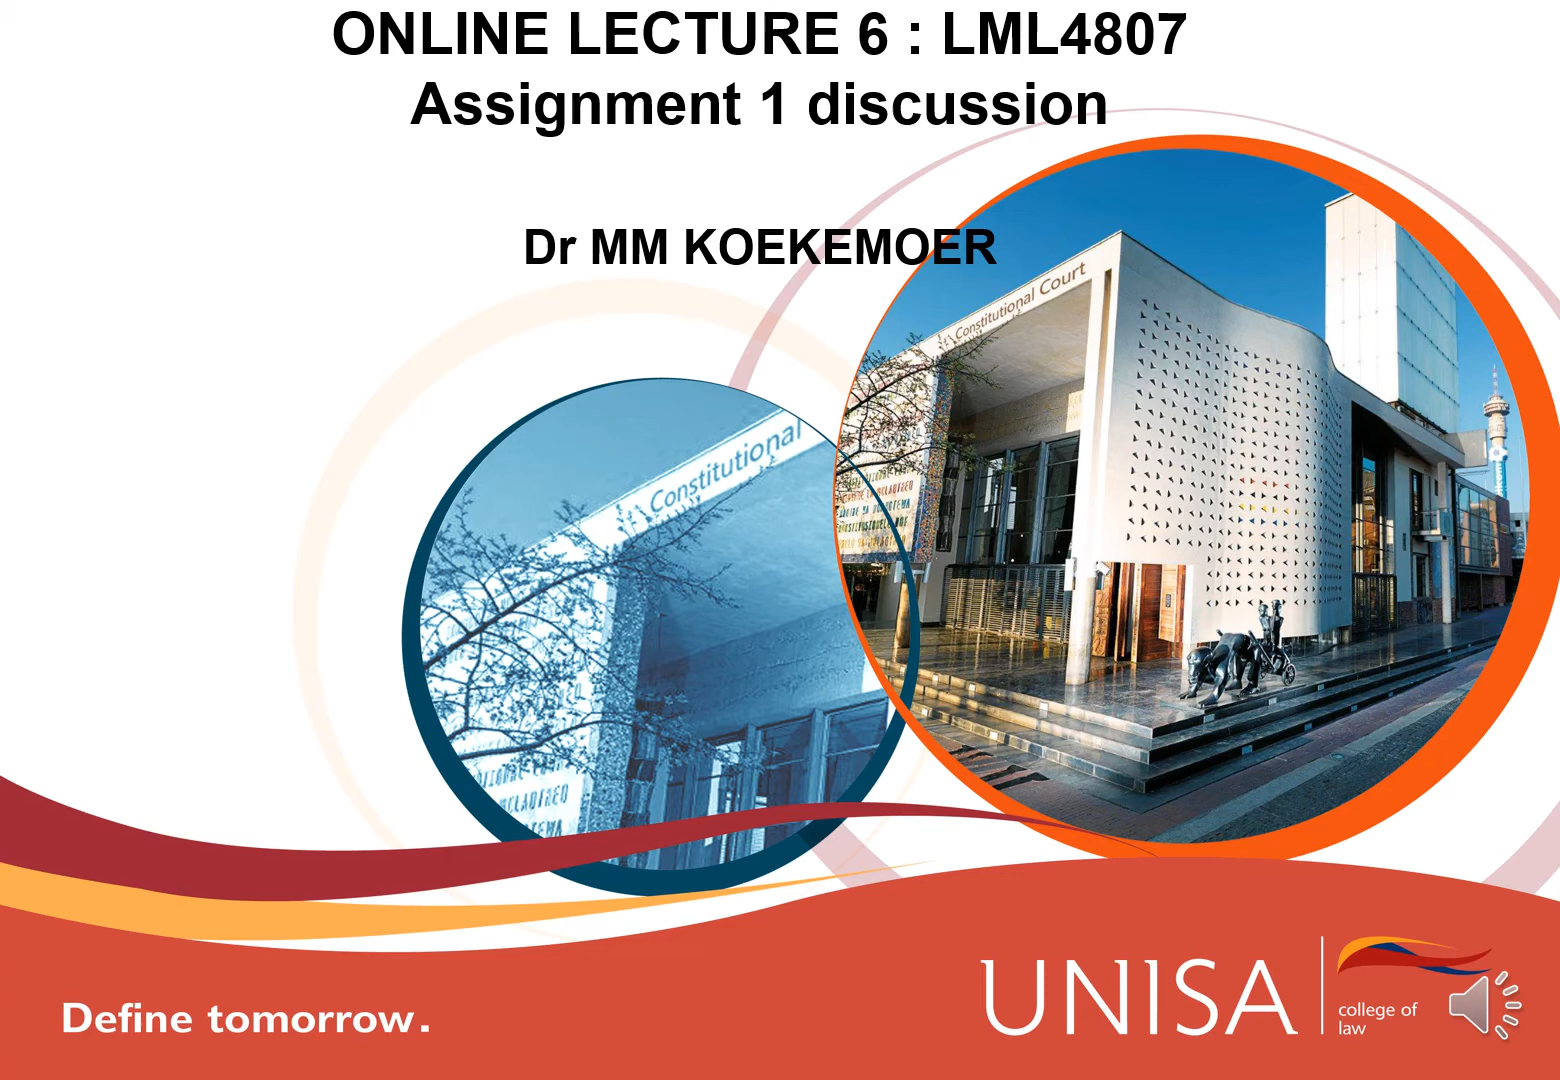 ONLINE LECTURE 6 : LML4807
Assignment 1 discussion
Dr MM KOEKEMOER
Constitutional Court
Constitutional
Define tomorrow.
UNISA
college of
law